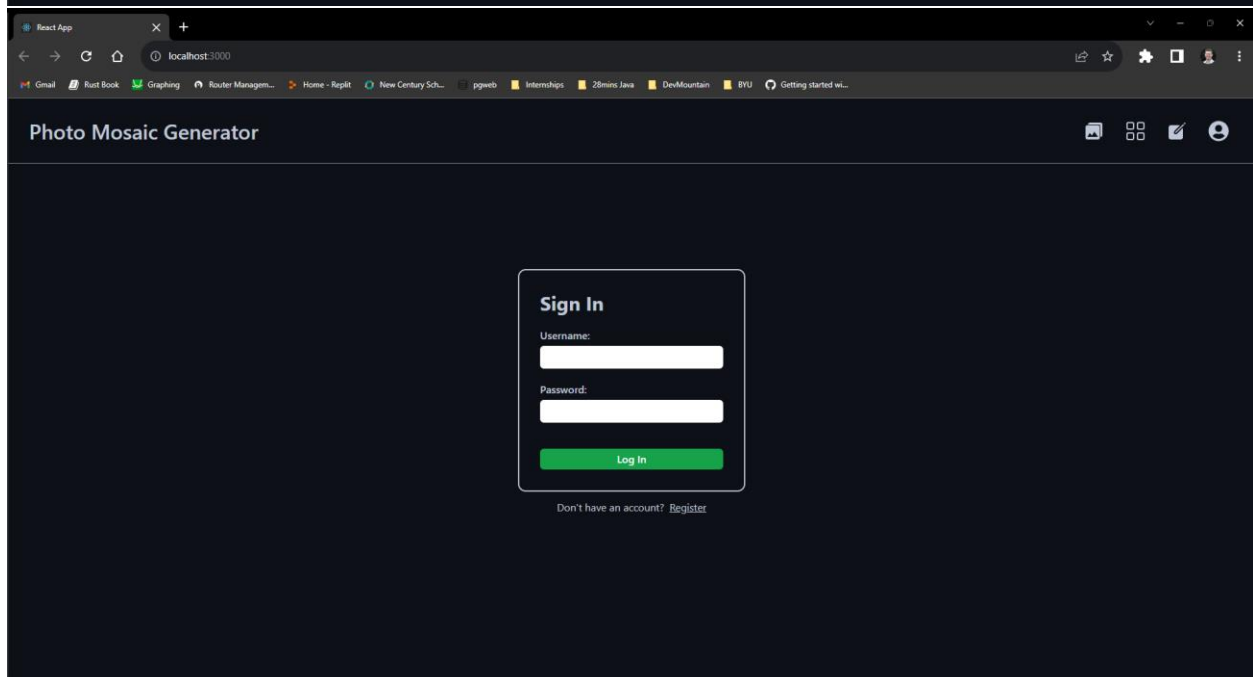 React App
localhost:3000
Gmail Rust Book Graphing Router Managem... Home - Replit New Century Sch... pgweb Internships 28mins Java DevMountain BYU Getting started wi...
Photo Mosaic Generator
Sign In
Username:
Password:
Log In
Don't have an account? Register